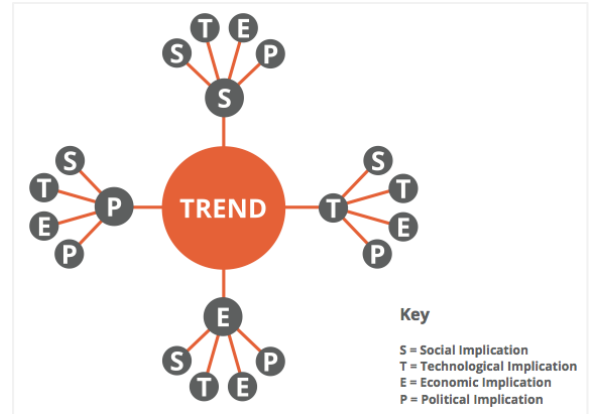 S T E P
S
S T E P
P
TREND
T
S T E P
E
S T E P
Key
S = Social Implication
T = Technological Implication
E = Economic Implication
P = Political Implication